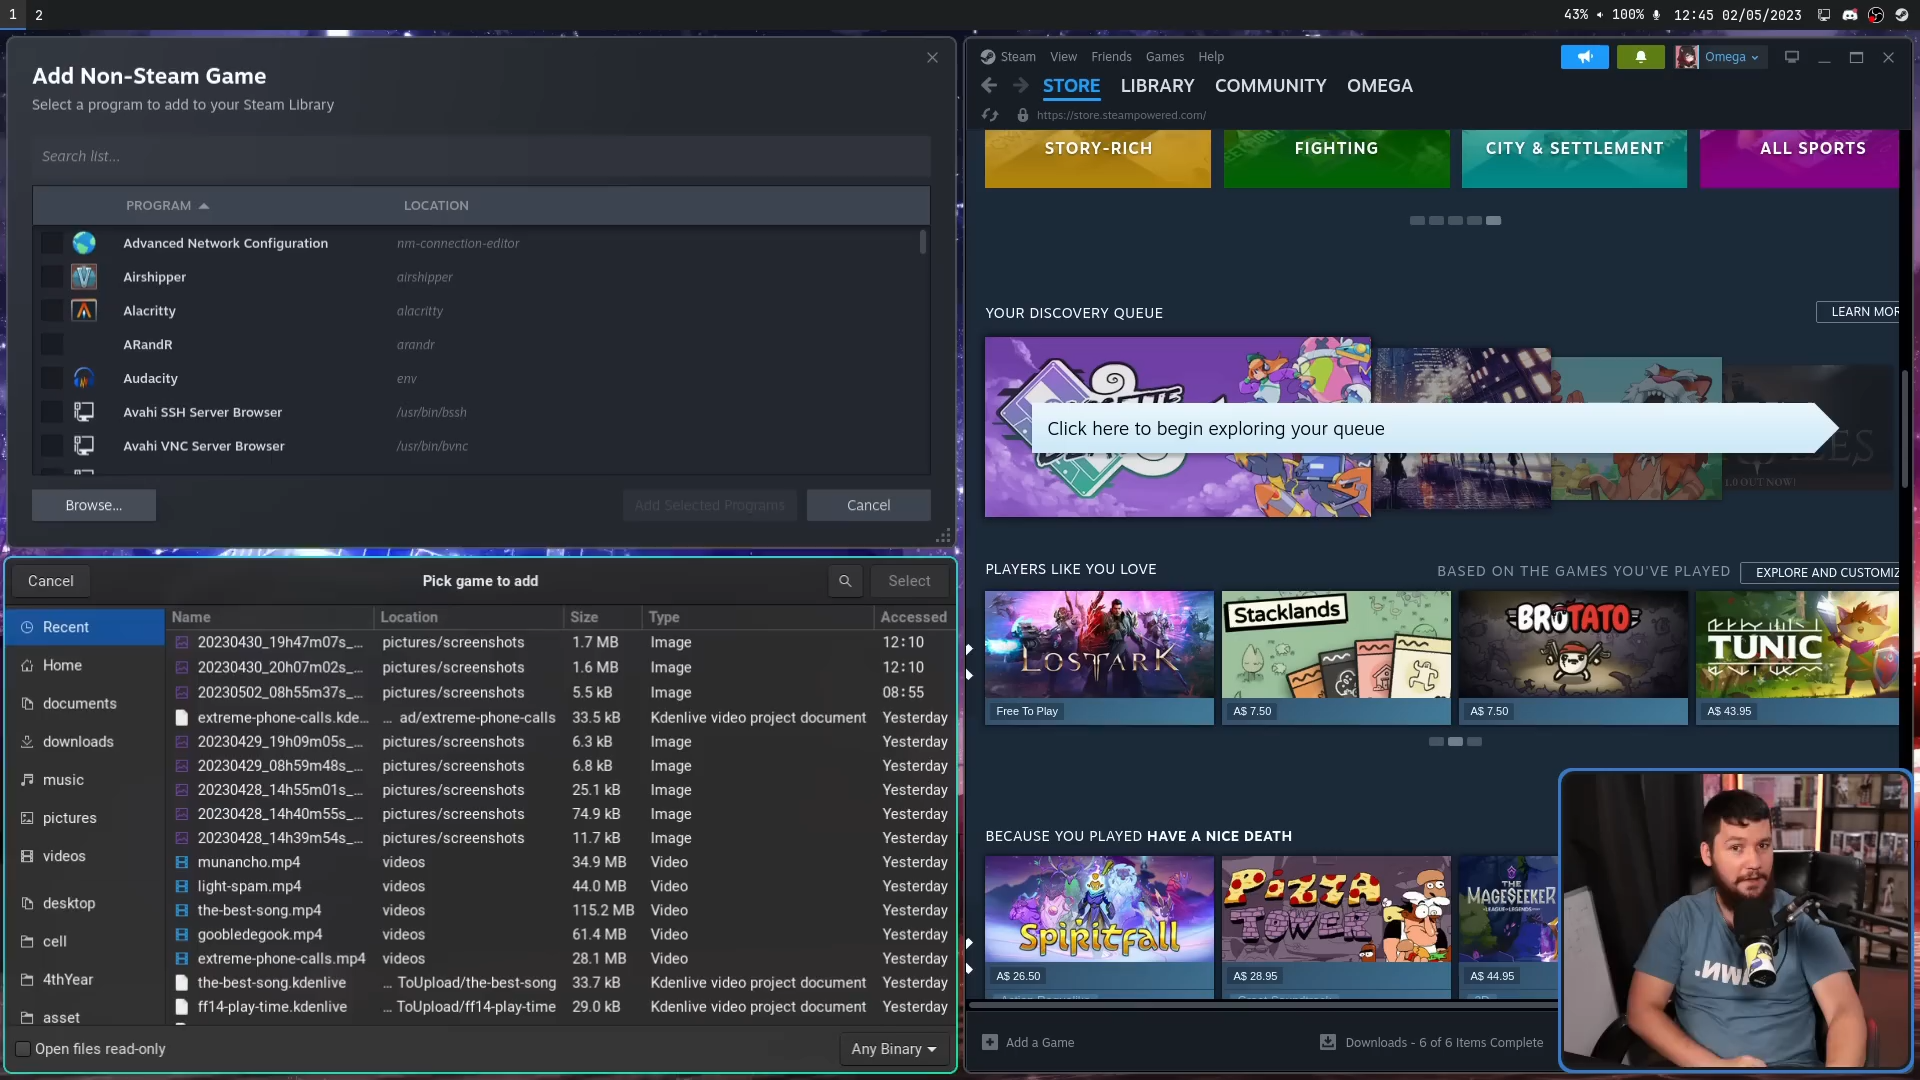 1 2
43% 100% 12:45 02/05/2023
Add Non-Steam Game
Select a program to add to your Steam Library
Search list...
PROGRAM LOCATION
Advanced Network Configuration nm-connection-editor
Airshipper airshipper
Alacritty alacritty
ARandR arandr
Audacity env
Avahi SSH Server Browser /usr/bin/bssh
Avahi VNC Server Browser /usr/bin/bvnc
Browse... Add Selected Programs Cancel
Cancel Pick game to add Select
Recent
Home
documents
downloads
music
pictures
videos
desktop
cell
4thYear
asset
Name Location Size Type Accessed
20230430_19h47m07s_... pictures/screenshots 1.7 MB Image 12:10
20230430_20h07m02s_... pictures/screenshots 1.6 MB Image 12:10
20230502_08h55m37s_... pictures/screenshots 5.5 kB Image 08:55
extreme-phone-calls.kde... ... ad/extreme-phone-calls 33.5 kB Kdenlive video project document Yesterday
20230429_19h09m05s_... pictures/screenshots 6.3 kB Image Yesterday
20230429_08h59m48s_... pictures/screenshots 6.8 kB Image Yesterday
20230428_14h55m01s_... pictures/screenshots 25.1 kB Image Yesterday
20230428_14h40m55s_... pictures/screenshots 74.9 kB Image Yesterday
20230428_14h39m54s_... pictures/screenshots 11.7 kB Image Yesterday
munancho.mp4 videos 34.9 MB Video Yesterday
light-spam.mp4 videos 44.0 MB Video Yesterday
the-best-song.mp4 videos 115.2 MB Video Yesterday
goobledegook.mp4 videos 61.4 MB Video Yesterday
extreme-phone-calls.mp4 videos 28.1 MB Video Yesterday
the-best-song.kdenlive ... ToUpload/the-best-song 33.7 kB Kdenlive video project document Yesterday
ff14-play-time.kdenlive ... ToUpload/ff14-play-time 29.0 kB Kdenlive video project document Yesterday
Open files read-only Any Binary
Steam View Friends Games Help Omega
STORE LIBRARY COMMUNITY OMEGA
https://store.steampowered.com/
STORY-RICH FIGHTING CITY & SETTLEMENT ALL SPORTS
YOUR DISCOVERY QUEUE LEARN MOR
Click here to begin exploring your queue
1.0 OUT NOW!
PLAYERS LIKE YOU LOVE BASED ON THE GAMES YOU'VE PLAYED EXPLORE AND CUSTOMIZ
LOST ARK Stacklands BROTATO TUNIC
Free To Play A$ 7.50 A$ 7.50 A$ 43.95
BECAUSE YOU PLAYED HAVE A NICE DEATH
Spiritfall PIZZA TOWER THE MAGESEEKER
A$ 26.50 A$ 28.95 A$ 44.95
Add a Game Downloads - 6 of 6 Items Complete